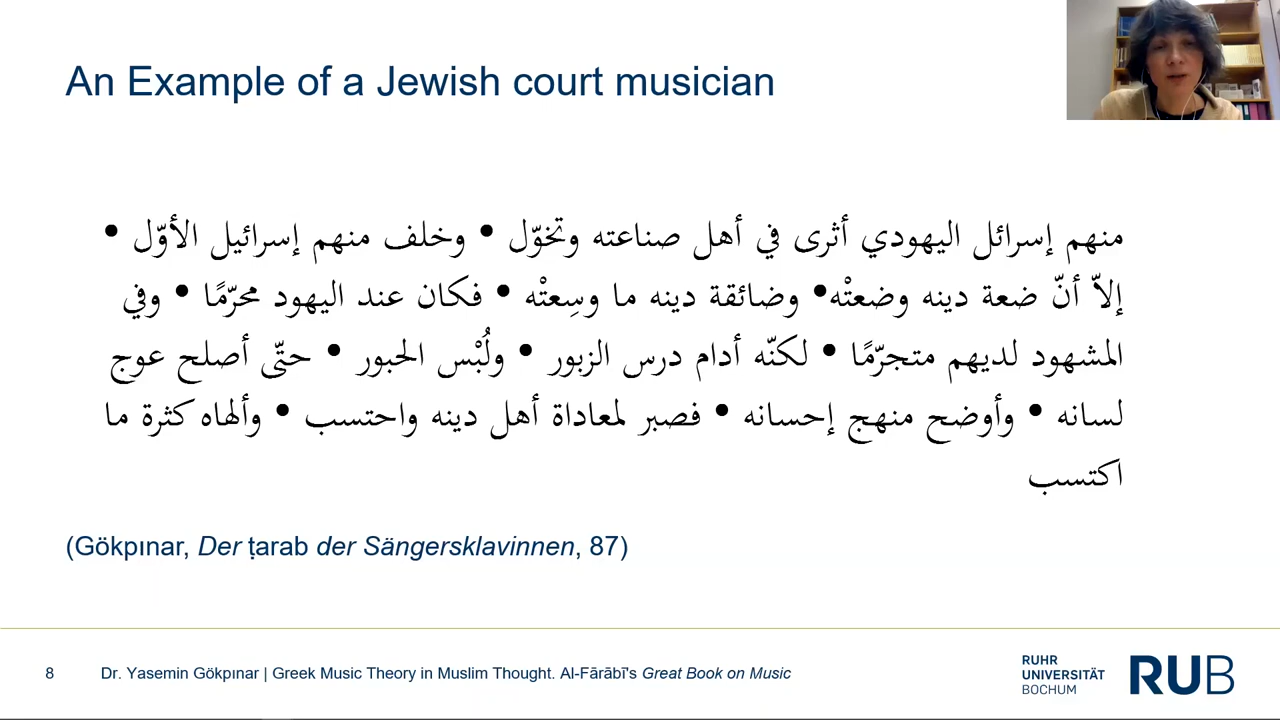 An Example of a Jewish court musician
منهم إسرائل اليهودي أثرى في أهل صناعته وتخوّل • وخلف منهم إسرائيل الأوّل •
إلاّ أنّ ضعة دينه وضعتْه• وضائقة دينه ما وسِعتْه • فكان عند اليهود محرّمًا • وفي
المشهود لديهم متجرّمًا • لكنّه أدام درس الزبور • ولُبْس الحبور • حتّى أصلح عوج
لسانه • وأوضح منهج إحسانه • فصبر لمعاداة أهل دينه واحتسب • وألهاه كثرة ما
اكتسب
(Gökpınar, Der ṭarab der Sängersklavinnen, 87)
8 Dr. Yasemin Gökpınar | Greek Music Theory in Muslim Thought. Al-Fārābī's Great Book on Music
RUHR
UNIVERSITÄT
BOCHUM
RUB